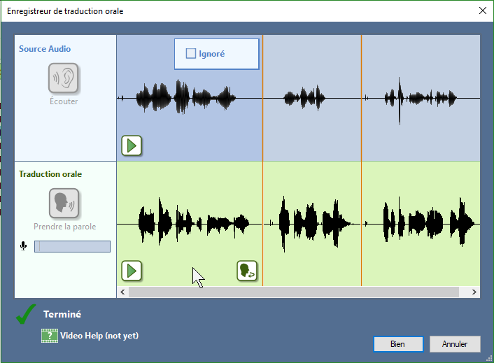 Enregistreur de traduction orale
Source Audio
Écouter
Ignoré
Traduction orale
Prendre la parole
Terminé
Video Help (not yet)
Bien
Annuler